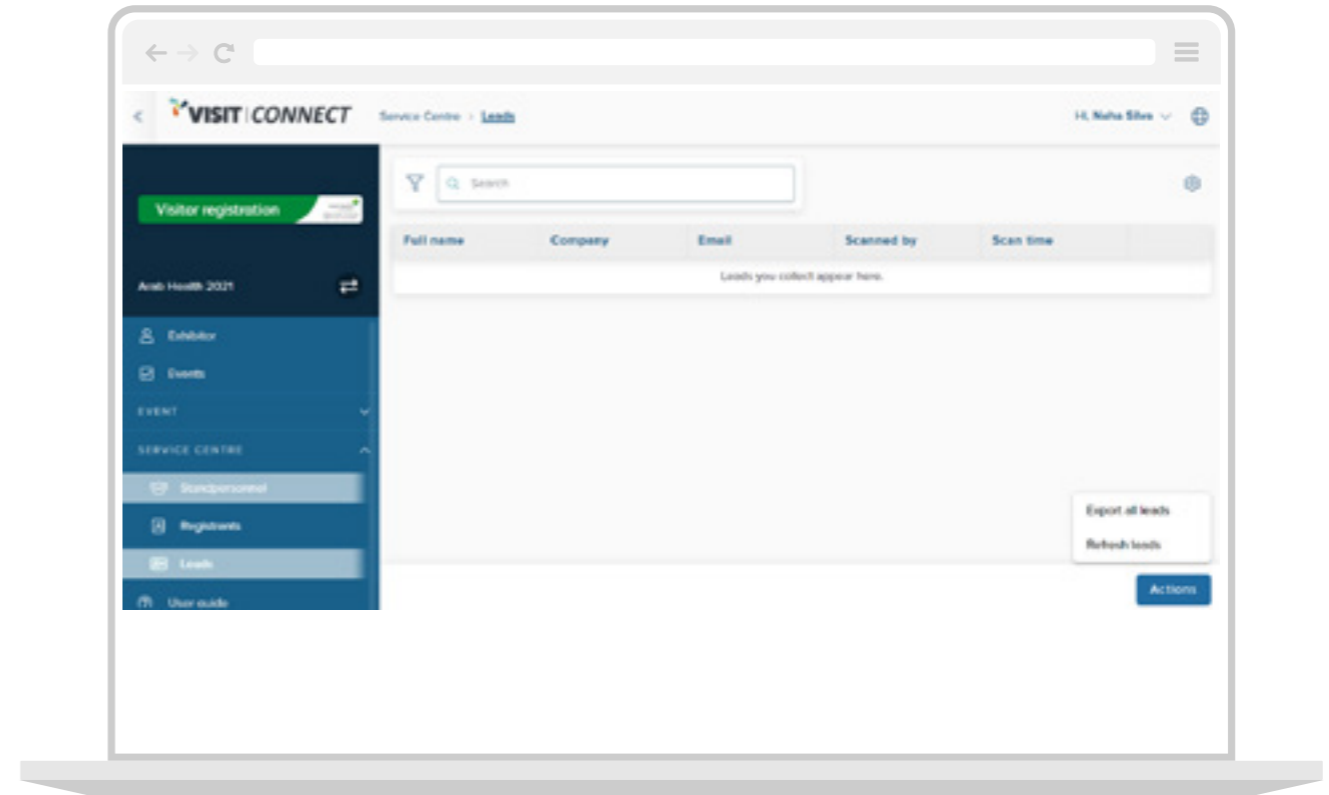 VISIT CONNECT
Service Centre > Leads
Hi, Neha Silva
Visitor registration
Search
Full name Company Email Scanned by Scan time
Leads you collect appear here.
Arab Health 2021
Exhibitor
Events
EVENT
SERVICE CENTRE
Standpersonnel
Registrants
Leads
User guide
Export all leads
Refresh leads
Actions